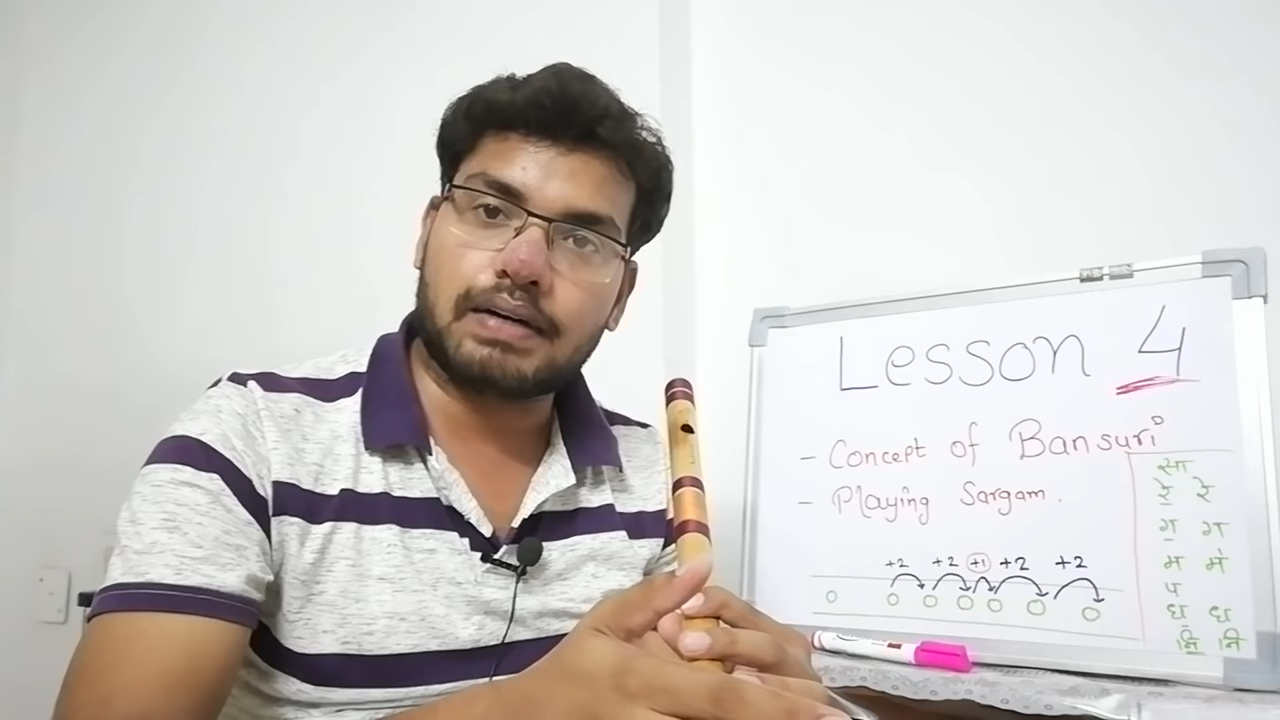 Lesson 4
- Concept of Bansuri
- Playing Sargam.
+2 +2 +1 +2 +2
सा
रे॒ रे
ग॒ ग
म मे
प
ध॒ ध
नि॒ नि